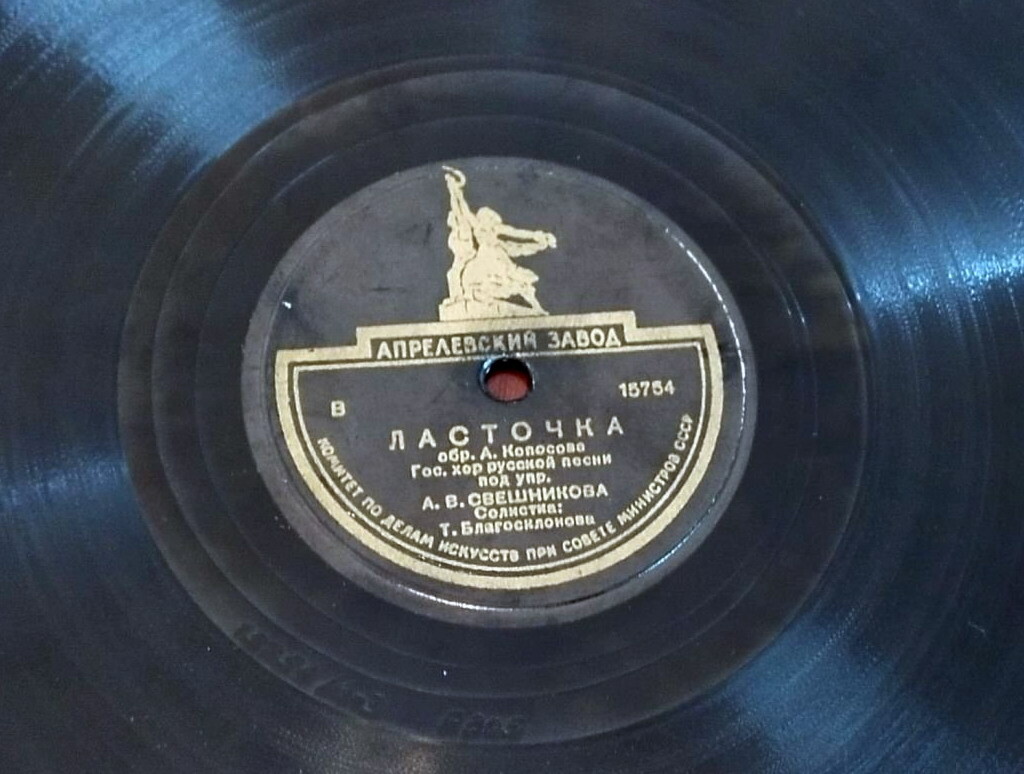 АПРЕЛЕВСКИЙ ЗАВОД
В
15754
ЛАСТОЧКА
обр. А. Копосова
Гос. хор русской песни
под упр.
А. В. СВЕШНИКОВА
Солистка:
Т. Благосклонова
КОМИТЕТ ПО ДЕЛАМ ИСКУССТВ ПРИ СОВЕТЕ МИНИСТРОВ СССР